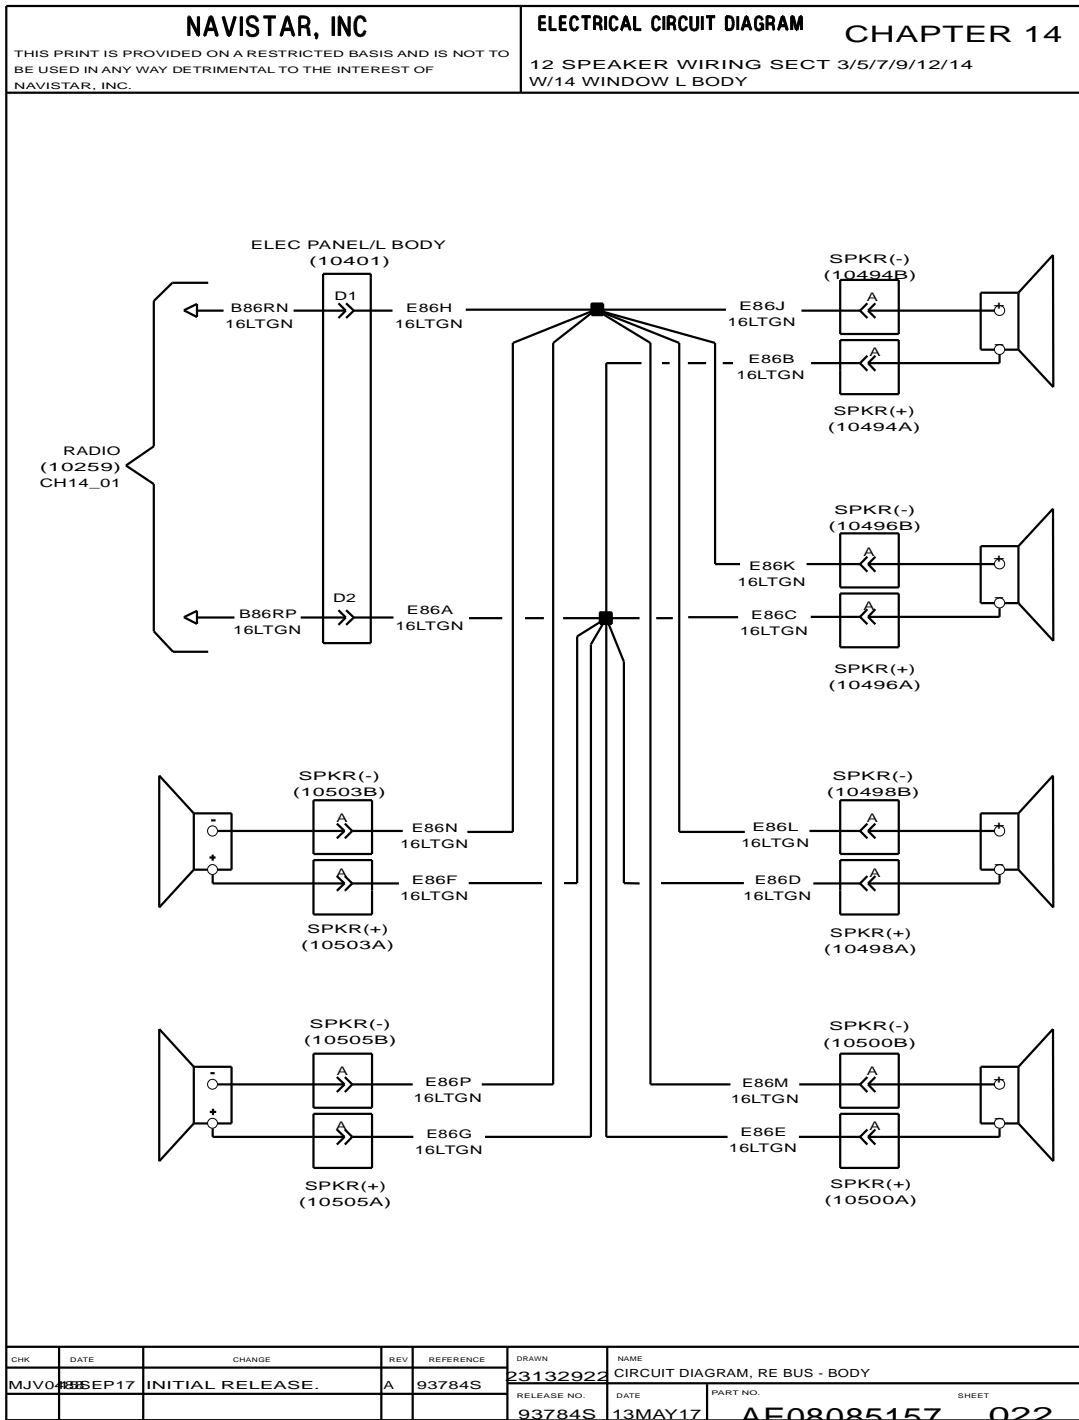 NAVISTAR, INC
THIS PRINT IS PROVIDED ON A RESTRICTED BASIS AND IS NOT TO
BE USED IN ANY WAY DETRIMENTAL TO THE INTEREST OF
NAVISTAR, INC.
ELECTRICAL CIRCUIT DIAGRAM
CHAPTER 14
12 SPEAKER WIRING SECT 3/5/7/9/12/14
W/14 WINDOW L BODY
ELEC PANEL/L BODY
(10401)
D1
B86RN
16LTGN
E86H
16LTGN
E86J
16LTGN
SPKR(-)
(10494B)
A
+
E86B
16LTGN
A
-
SPKR(+)
(10494A)
RADIO
(10259)
CH14_01
SPKR(-)
(10496B)
A
+
E86K
16LTGN
D2
B86RP
16LTGN
E86A
16LTGN
E86C
16LTGN
A
-
SPKR(+)
(10496A)
SPKR(-)
(10503B)
-
A
E86N
16LTGN
+
A
E86F
16LTGN
SPKR(+)
(10503A)
SPKR(-)
(10498B)
E86L
16LTGN
A
+
E86D
16LTGN
A
-
SPKR(+)
(10498A)
SPKR(-)
(10505B)
-
A
E86P
16LTGN
+
A
E86G
16LTGN
SPKR(+)
(10505A)
SPKR(-)
(10500B)
E86M
16LTGN
A
+
E86E
16LTGN
A
-
SPKR(+)
(10500A)
CHK DATE CHANGE REV REFERENCE
SEP17 INITIAL RELEASE. A 93784S
DRAWN
23132922
NAME
CIRCUIT DIAGRAM, RE BUS - BODY
RELEASE NO.
93784S
DATE
13MAY17
PART NO.
AE08085157
SHEET
022